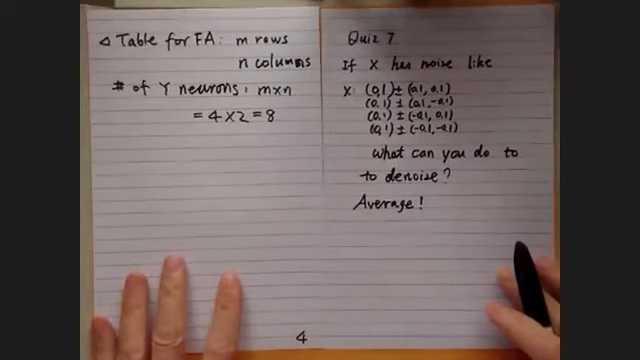 △ Table for FA: m rows
n columns
# of Y neurons: m×n
= 4 × 2 = 8
Quiz 7
If X has noise like
X: (0,1) ± (0.1, 0.1)
(0,1) ± (0.1, -0.1)
(0,1) ± (-0.1, 0.1)
(0,1) ± (-0.1, -0.1)
What can you do to
to denoise?
Average!
4